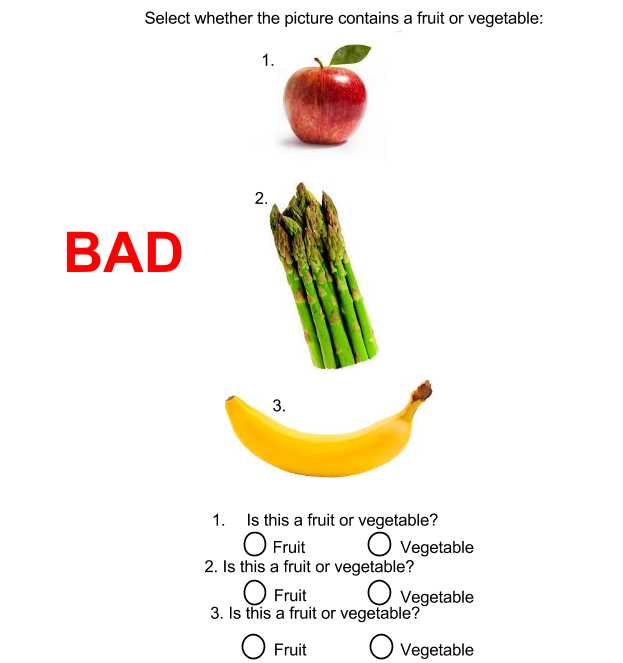 Select whether the picture contains a fruit or vegetable:
1.
2.
BAD
3.
1. Is this a fruit or vegetable?
Fruit Vegetable
2. Is this a fruit or vegetable?
Fruit Vegetable
3. Is this a fruit or vegetable?
Fruit Vegetable